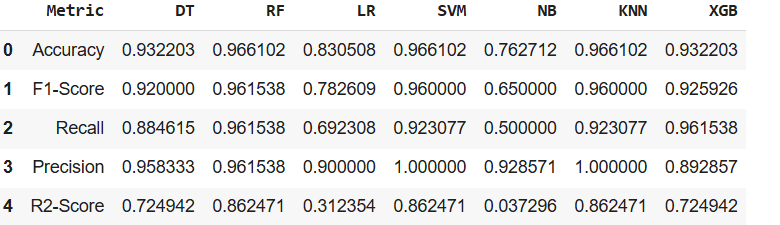 Metric DT RF LR SVM NB KNN XGB
0 Accuracy 0.932203 0.966102 0.830508 0.966102 0.762712 0.966102 0.932203
1 F1-Score 0.920000 0.961538 0.782609 0.960000 0.650000 0.960000 0.925926
2 Recall 0.884615 0.961538 0.692308 0.923077 0.500000 0.923077 0.961538
3 Precision 0.958333 0.961538 0.900000 1.000000 0.928571 1.000000 0.892857
4 R2-Score 0.724942 0.862471 0.312354 0.862471 0.037296 0.862471 0.724942